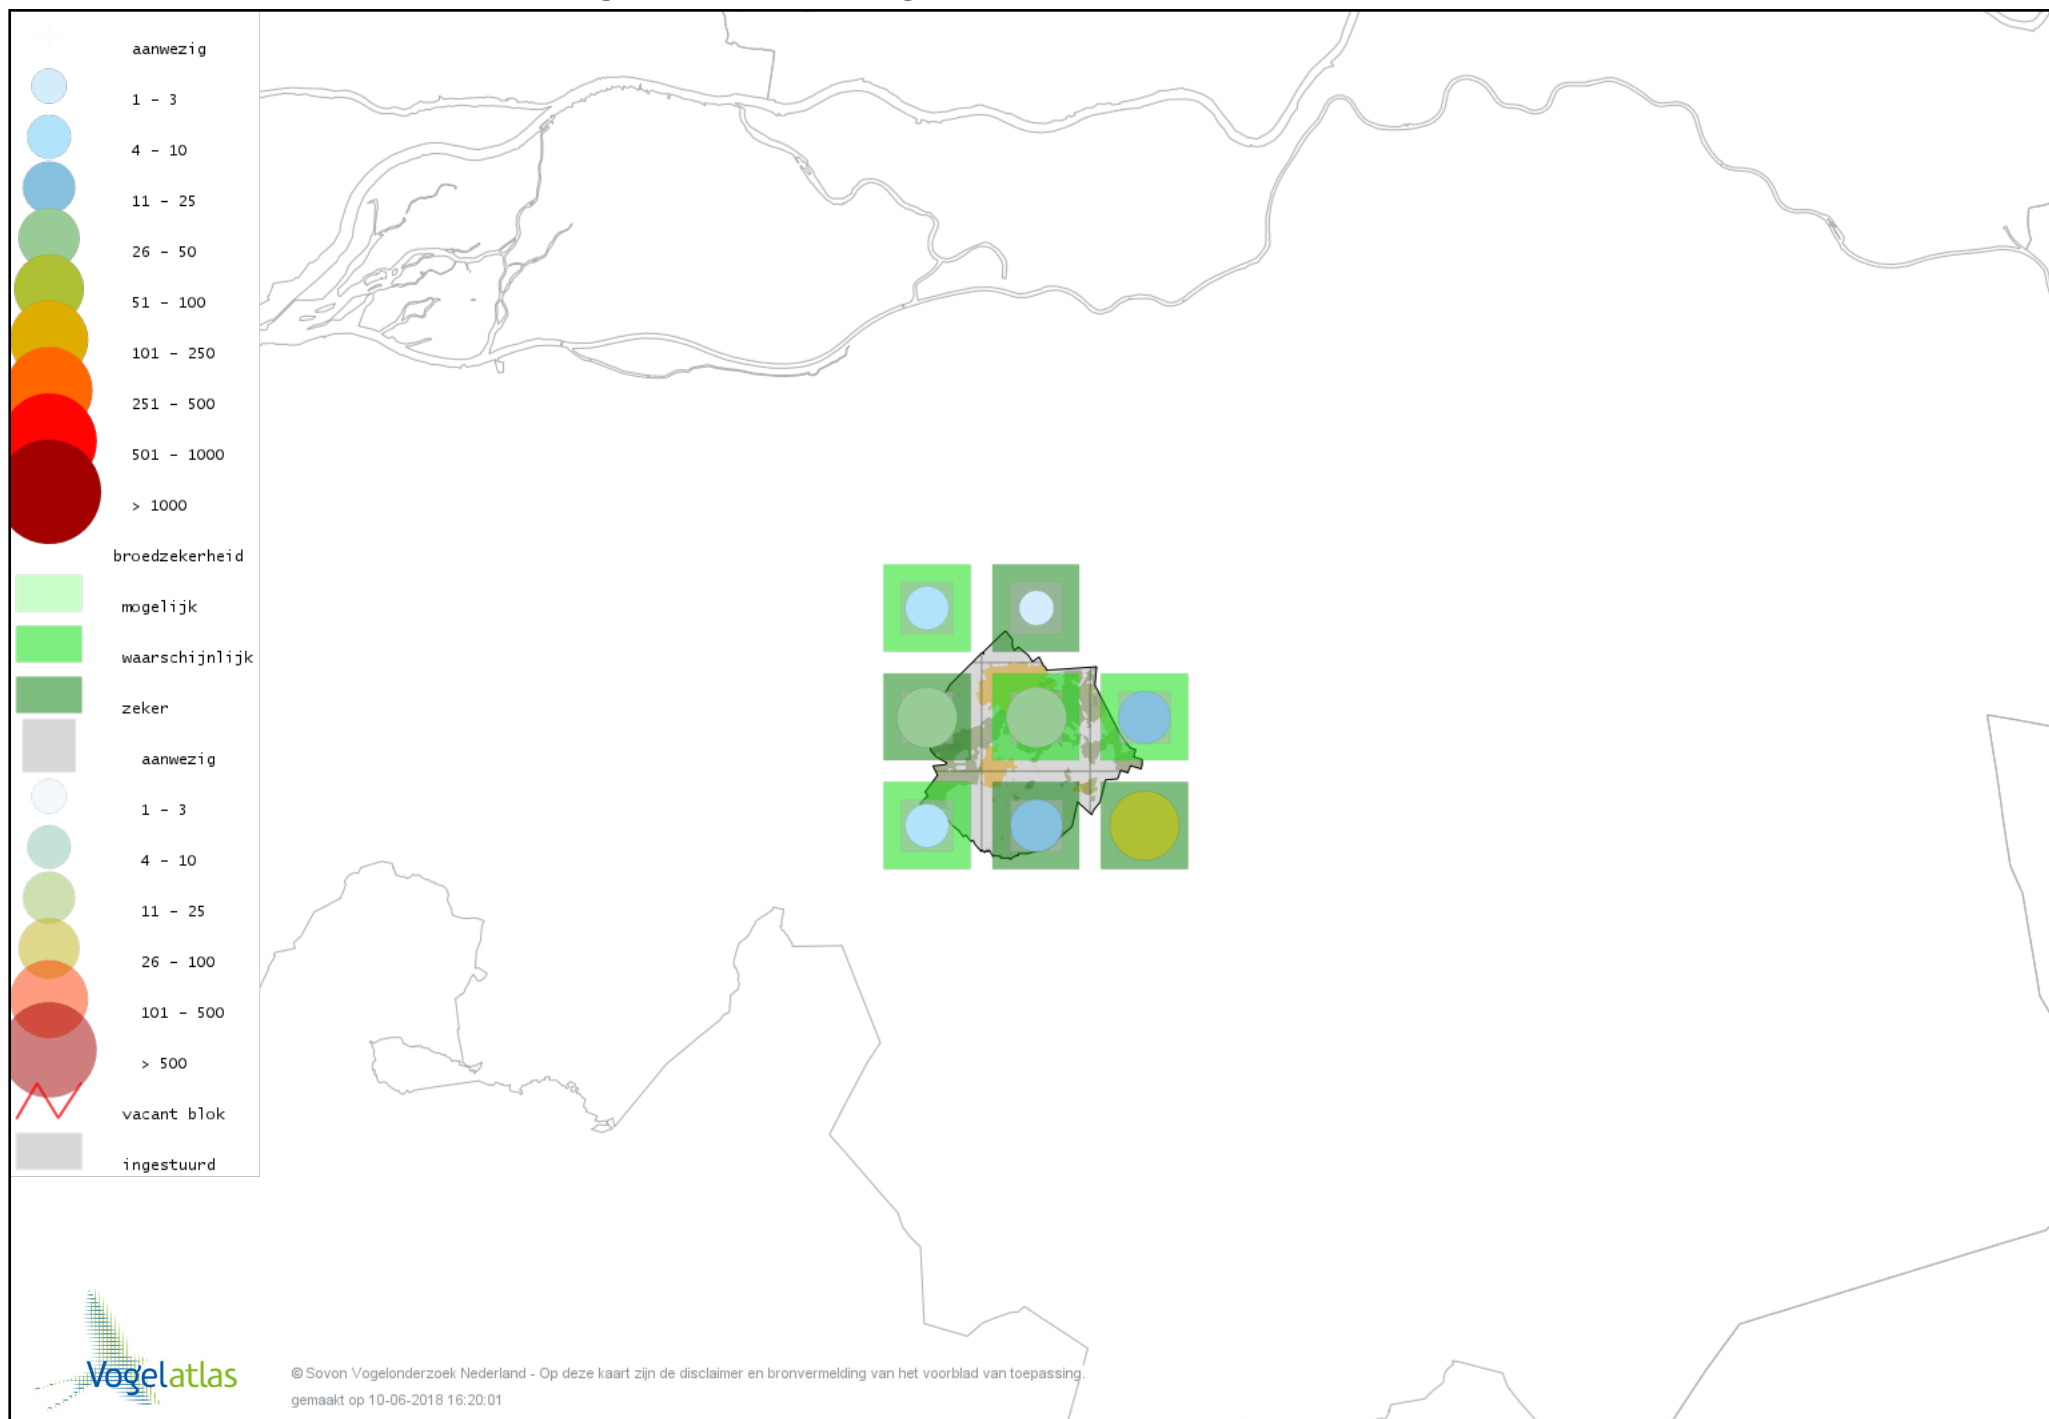 aanwezig
1 - 3
4 - 10
11 - 25
26 - 50
51 - 100
101 - 250
251 - 500
501 - 1000
> 1000
broedzekerheid
mogelijk
waarschijnlijk
zeker
aanwezig
1 - 3
4 - 10
11 - 25
26 - 100
101 - 500
> 500
vacant blok
ingestuurd
Vogelatlas
© Sovon Vogelonderzoek Nederland - Op deze kaart zijn de disclaimer en bronvermelding van het voorblad van toepassing.
gemaakt op 10-06-2018 16:20:01